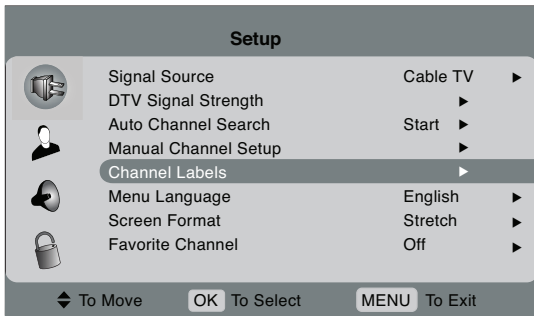 Setup
Signal Source Cable TV
DTV Signal Strength
Auto Channel Search Start
Manual Channel Setup
Channel Labels
Menu Language English
Screen Format Stretch
Favorite Channel Off
To Move OK To Select MENU To Exit